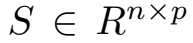 S ∈ R^{n×p}